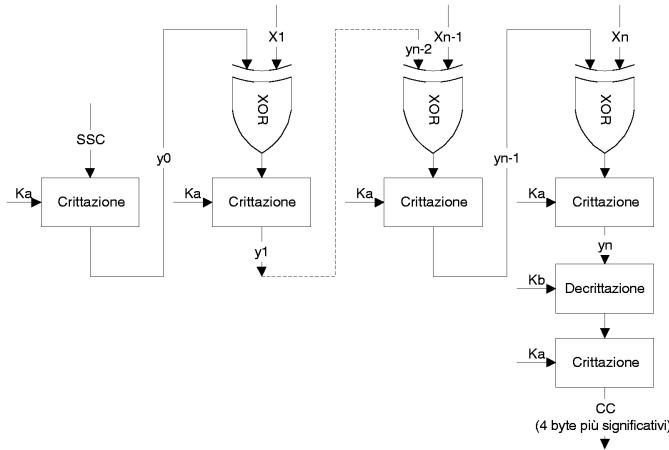 X1
Xn-1
Xn
yn-2
XOR
XOR
XOR
SSC
y0
yn-1
Ka
Crittazione
Ka
Crittazione
Ka
Crittazione
Ka
Crittazione
y1
yn
Kb
Decrittazione
Ka
Crittazione
CC
(4 byte più significativi)